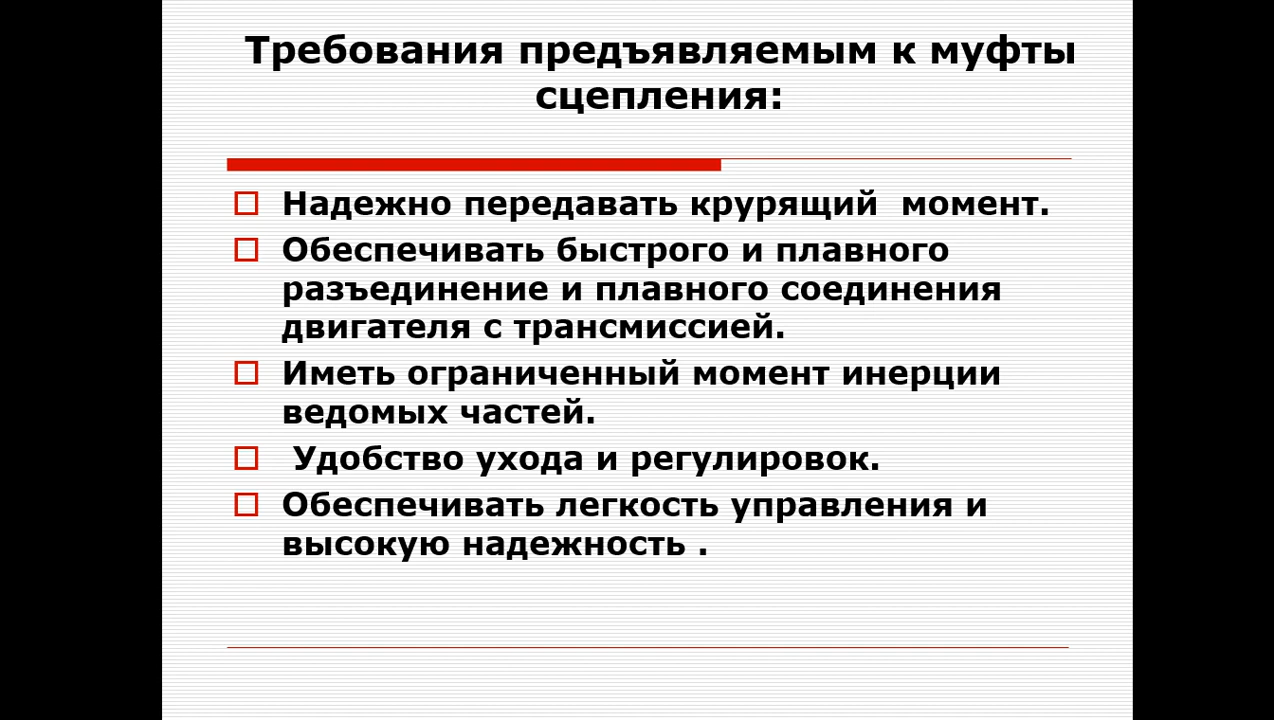 Требования предъявляемым к муфты
сцепления:
Надежно передавать крурящий  момент.
Обеспечивать быстрого и плавного
разъединение и плавного соединения
двигателя с трансмиссией.
Иметь ограниченный момент инерции
ведомых частей.
Удобство ухода и регулировок.
Обеспечивать легкость управления и
высокую надежность .